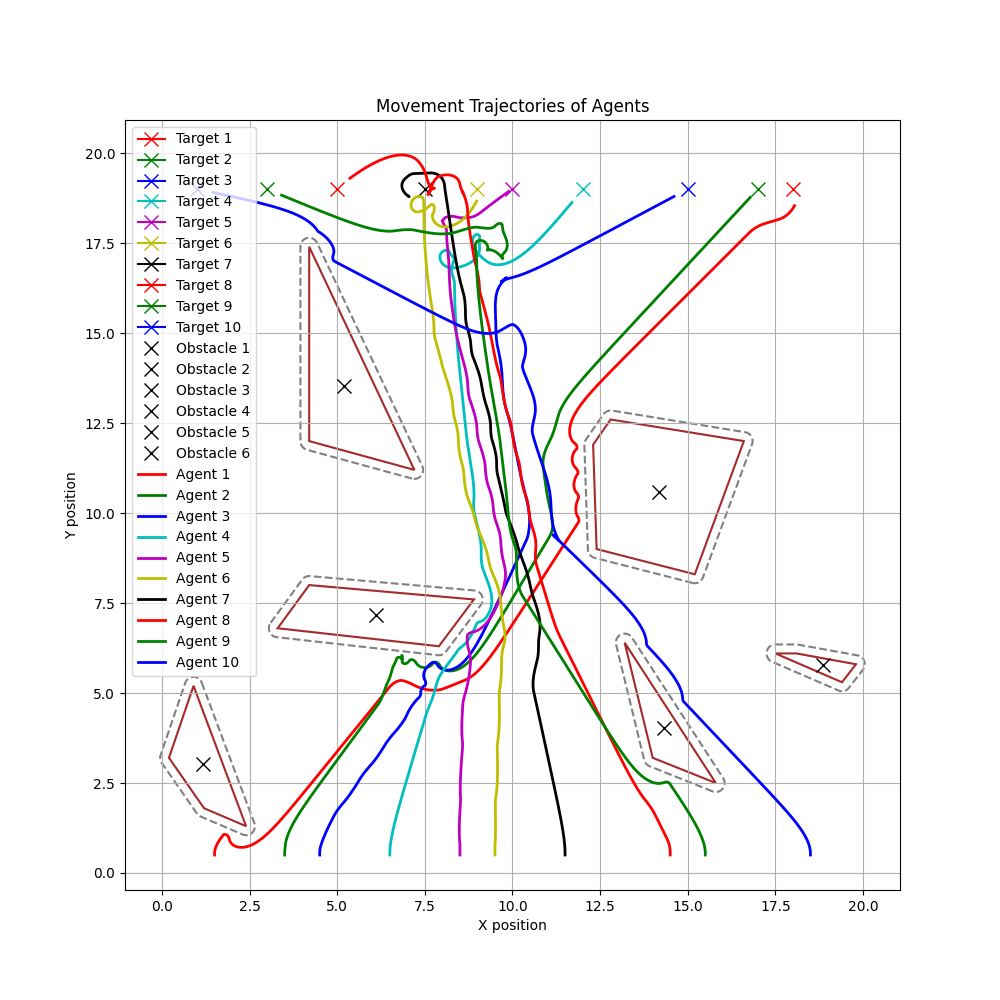 Movement Trajectories of Agents
Y position
20.0
17.5
15.0
12.5
10.0
7.5
5.0
2.5
0.0
Target 1
Target 2
Target 3
Target 4
Target 5
Target 6
Target 7
Target 8
Target 9
Target 10
Obstacle 1
Obstacle 2
Obstacle 3
Obstacle 4
Obstacle 5
Obstacle 6
Agent 1
Agent 2
Agent 3
Agent 4
Agent 5
Agent 6
Agent 7
Agent 8
Agent 9
Agent 10
0.0 2.5 5.0 7.5 10.0 12.5 15.0 17.5 20.0
X position